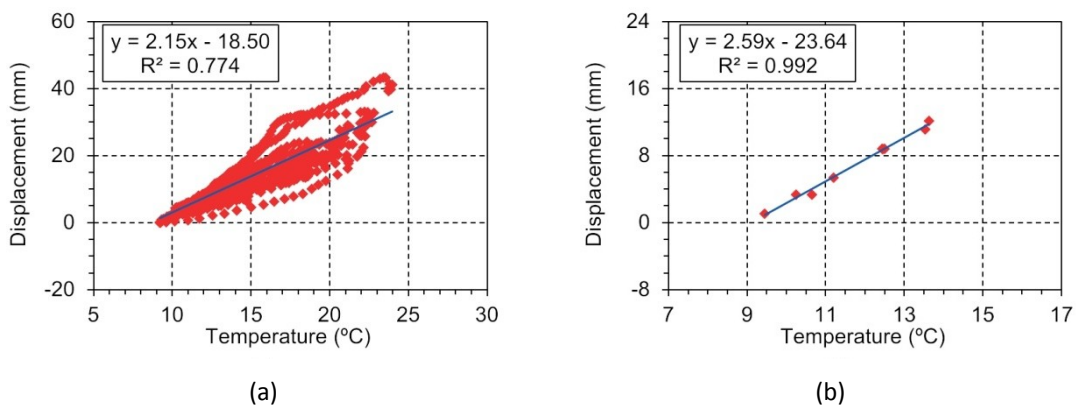 60
y = 2.15x - 18.50
R² = 0.774
40
20
0
-20
5 10 15 20 25 30
Displacement (mm)
Temperature (ºC)
(a)
24
y = 2.59x - 23.64
R² = 0.992
16
8
0
-8
7 9 11 13 15 17
Displacement (mm)
Temperature (ºC)
(b)